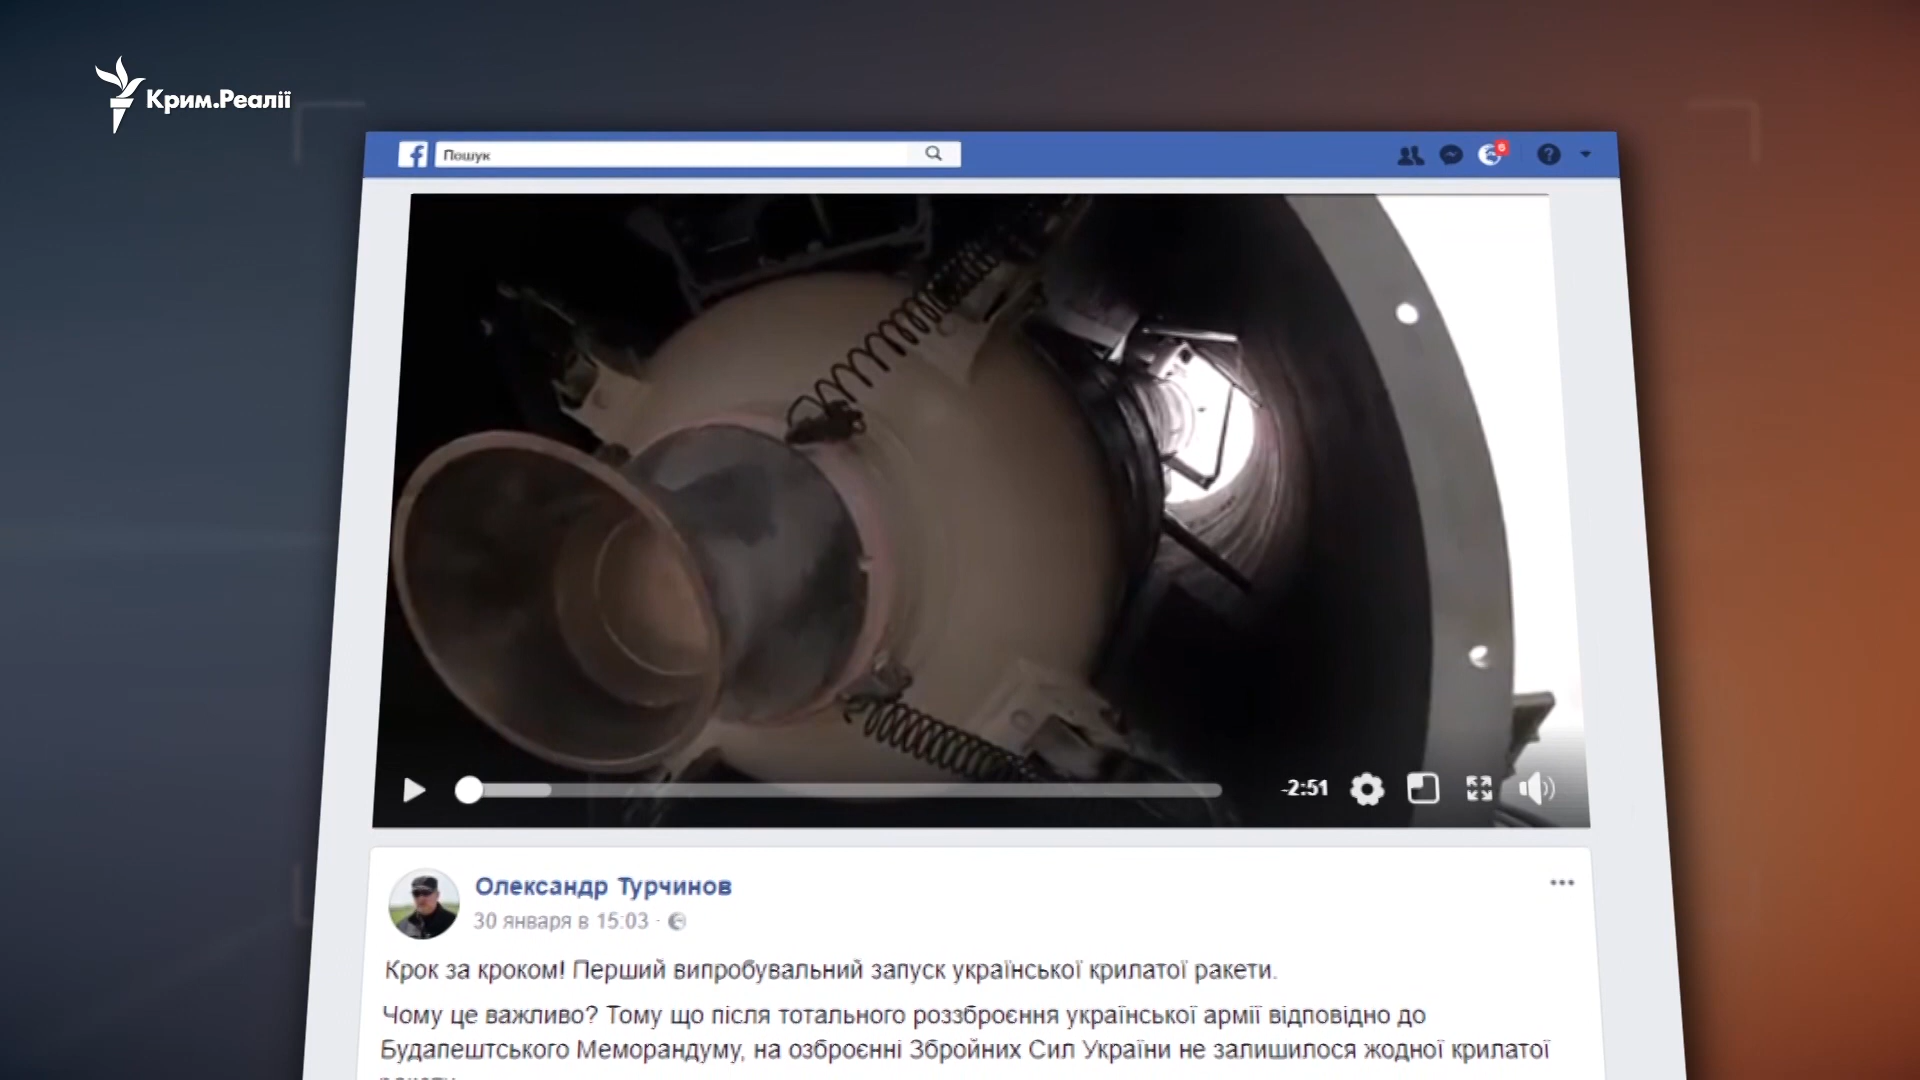 Крим.Реалії
Пошук
6
-2:51
Олександр Турчинов
30 января в 15:03
Крок за кроком! Перший випробувальний запуск української крилатої ракети.
Чому це важливо? Тому що після тотального роззброєння української армії відповідно до
Будапештського Меморандуму, на озброєнні Збройних Сил України не залишилося жодної крилатої